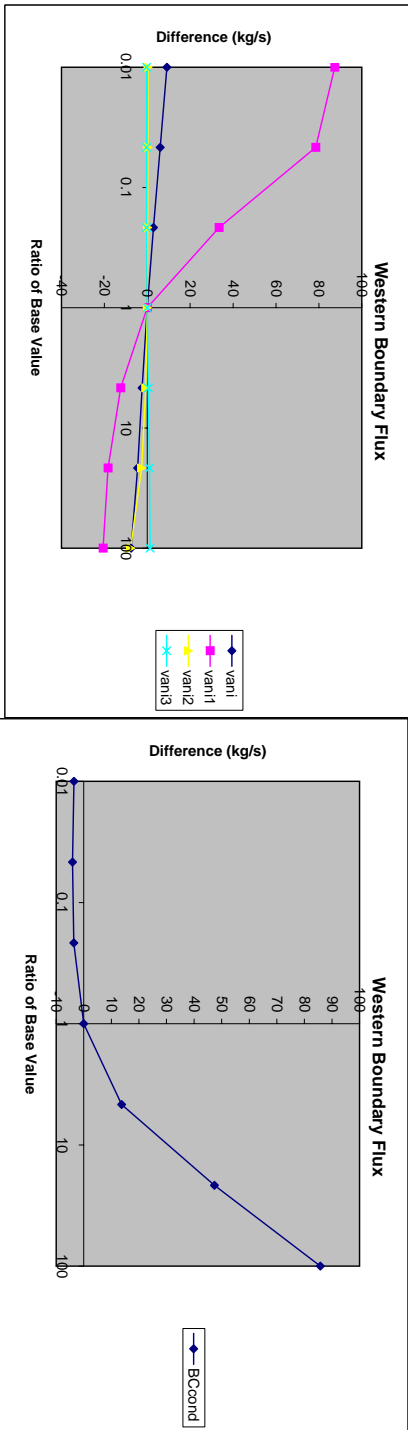 Western Boundary Flux
Difference (kg/s)
100
80
60
40
20
0
-20
-40
0.01
0.1
1
10
100
Ratio of Base Value
vani
vani1
vani2
vani3
Western Boundary Flux
Difference (kg/s)
100
90
80
70
60
50
40
30
20
10
0
-10
0.01
0.1
1
10
100
Ratio of Base Value
BCcond